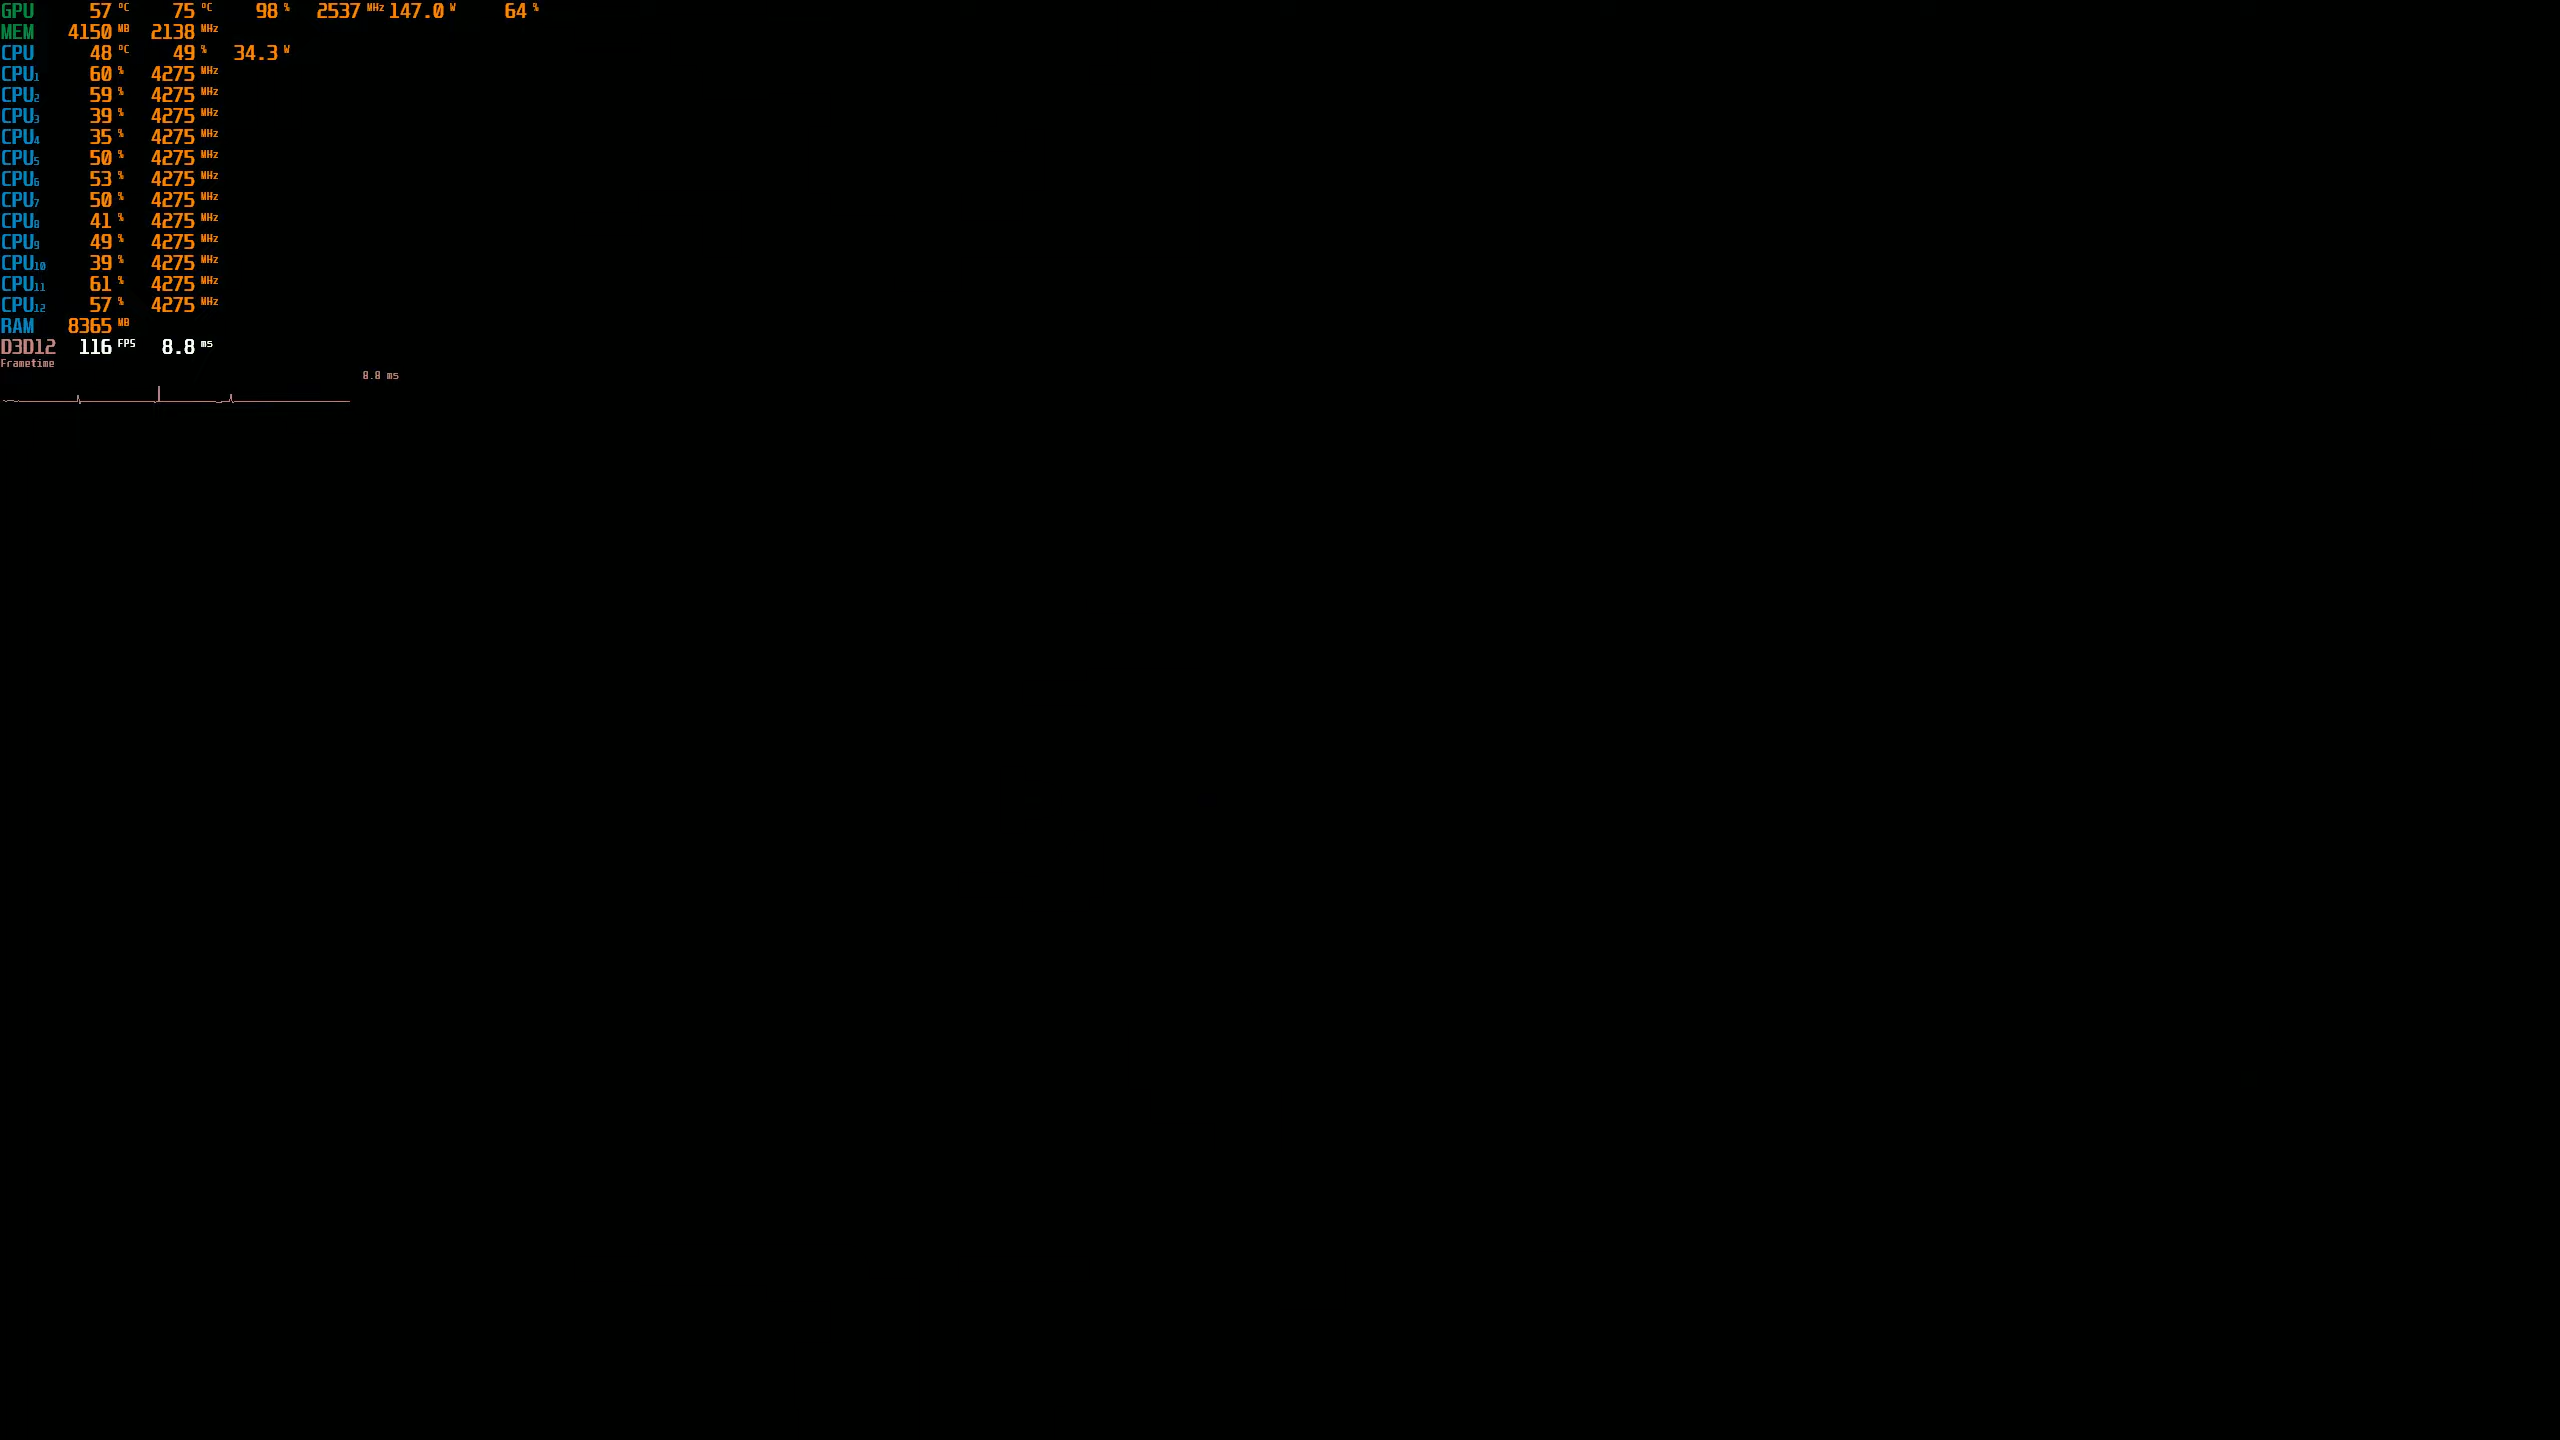 GPU 57 °C 75 °C 98 % 2537 MHz 147.0 W 64 %
MEM 4150 MB 2138 MHz
CPU 48 °C 49 % 34.3 W
CPU1 60 % 4275 MHz
CPU2 59 % 4275 MHz
CPU3 39 % 4275 MHz
CPU4 35 % 4275 MHz
CPU5 50 % 4275 MHz
CPU6 53 % 4275 MHz
CPU7 50 % 4275 MHz
CPU8 41 % 4275 MHz
CPU9 49 % 4275 MHz
CPU10 39 % 4275 MHz
CPU11 61 % 4275 MHz
CPU12 57 % 4275 MHz
RAM 8365 MB
D3D12 116 FPS 8.8 ms
Frametime
8.8 ms